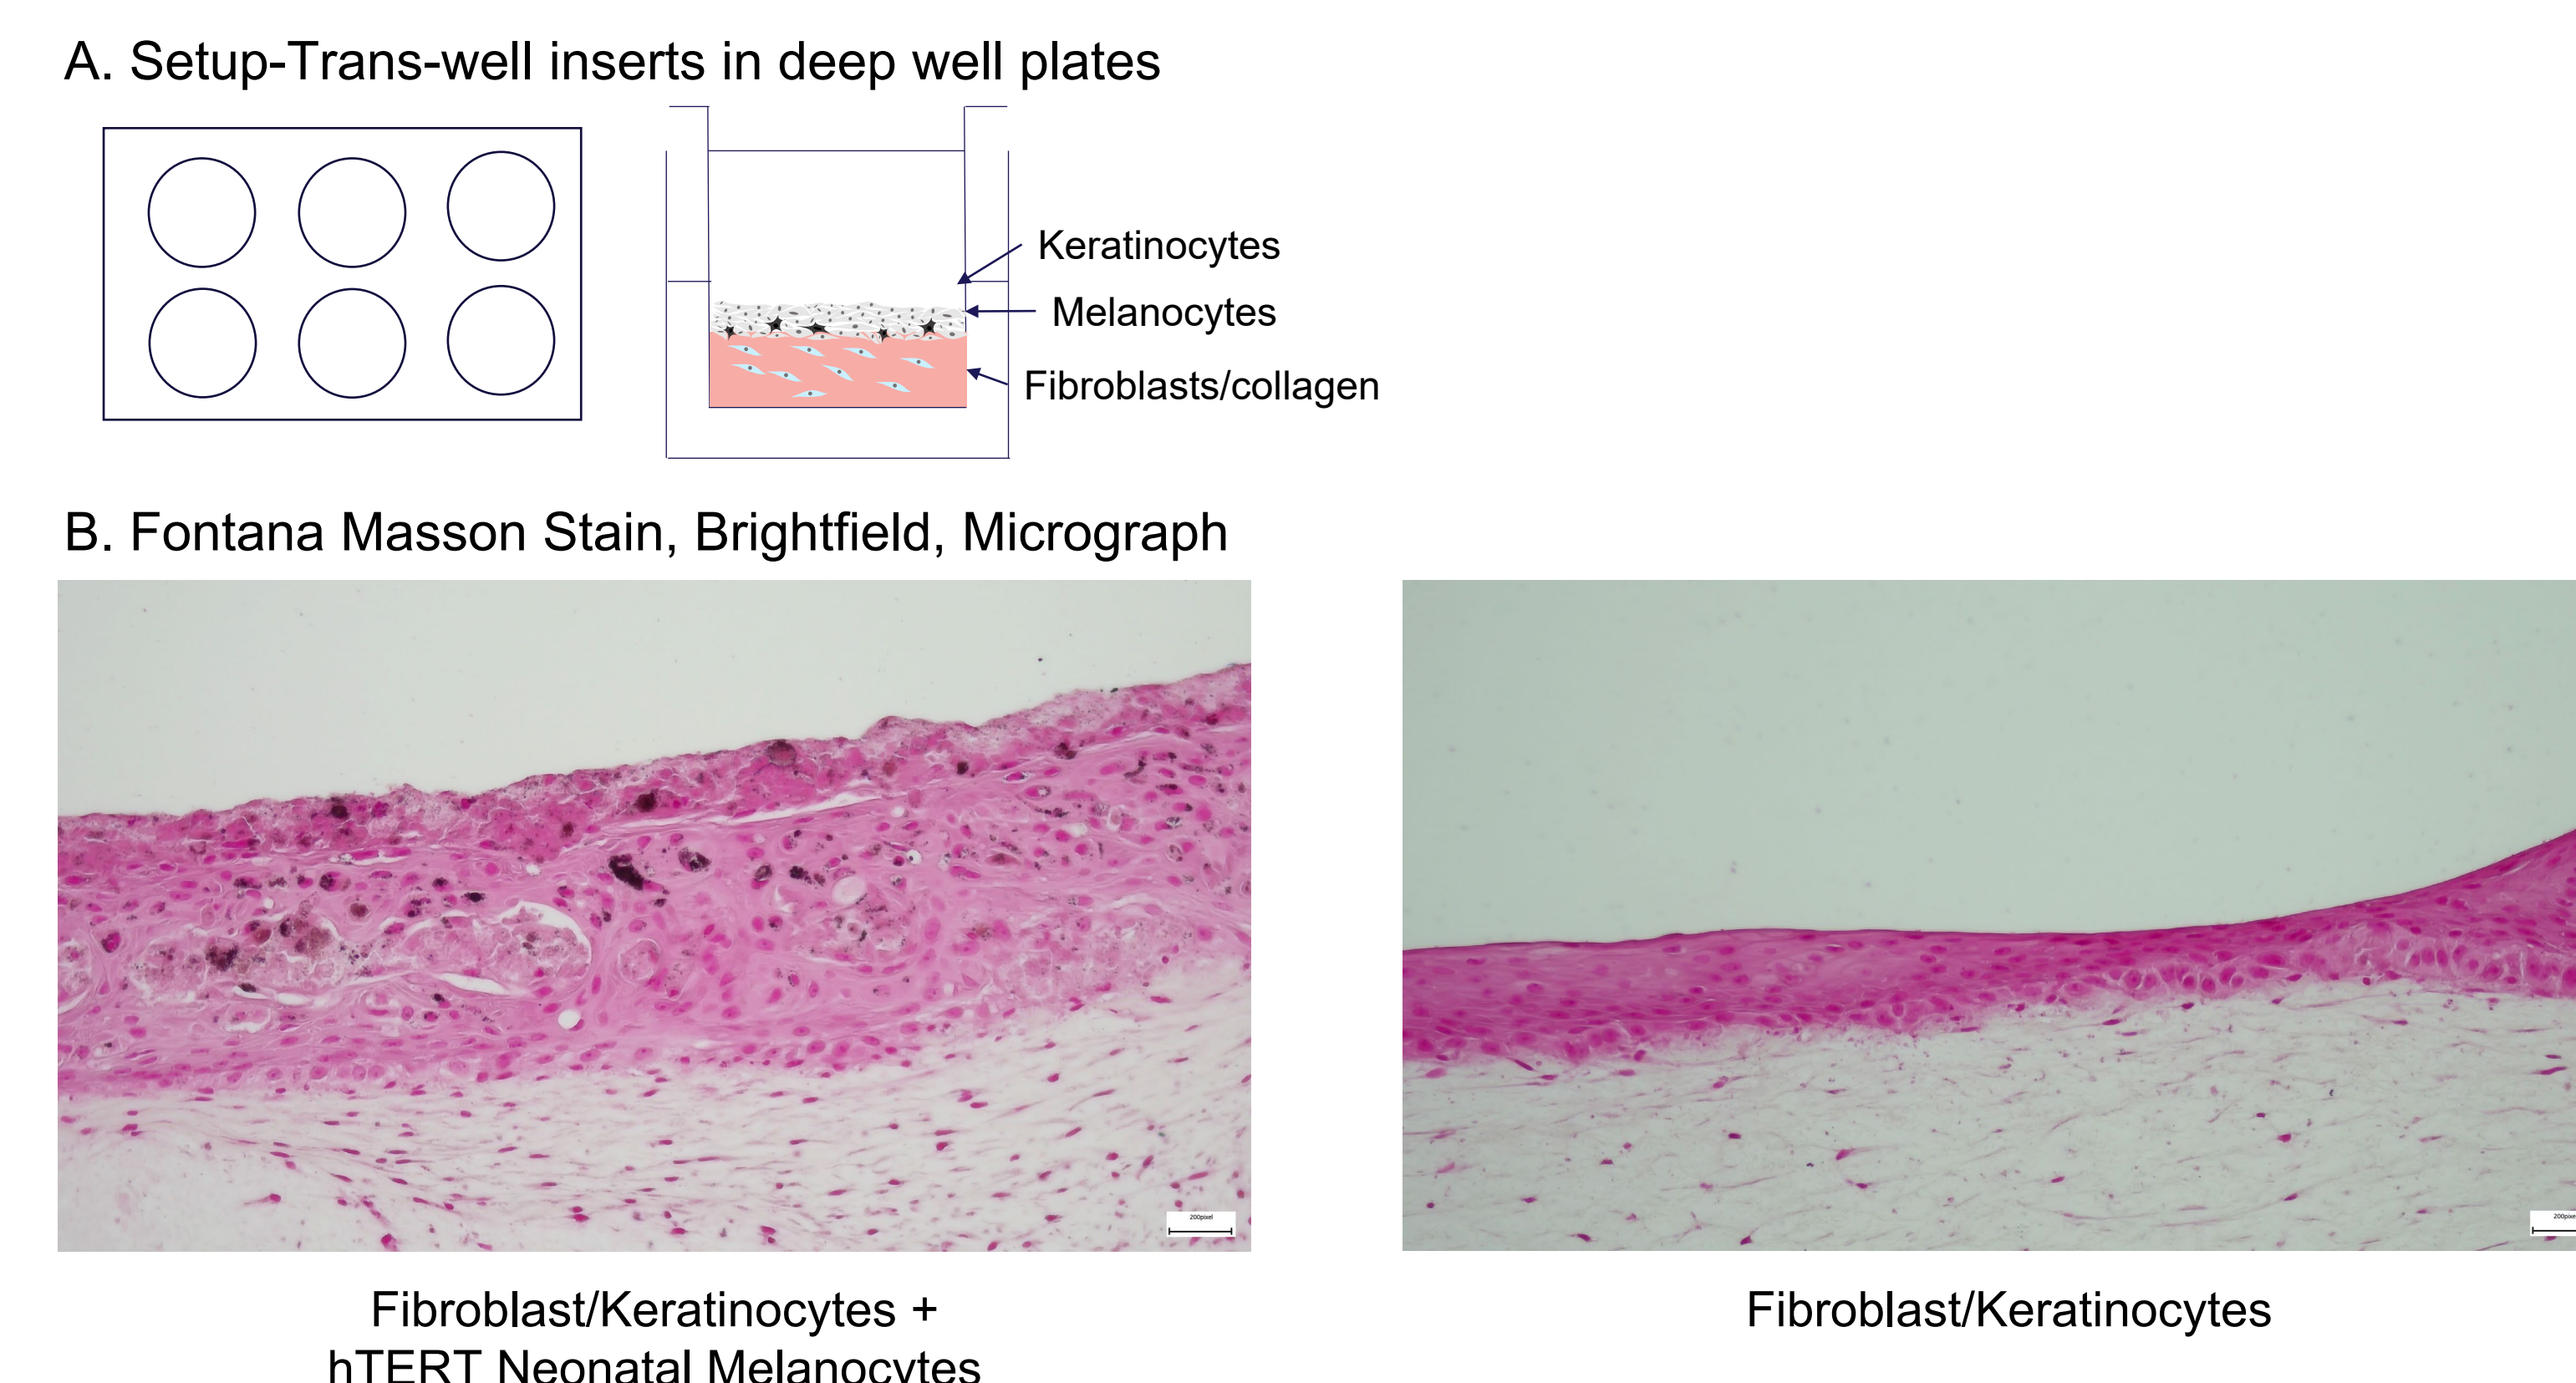 A. Setup-Trans-well inserts in deep well plates
Keratinocytes
Melanocytes
Fibroblasts/collagen
B. Fontana Masson Stain, Brightfield, Micrograph
200pixel
Fibroblast/Keratinocytes +
hTERT Neonatal Melanocytes
Fibroblast/Keratinocytes